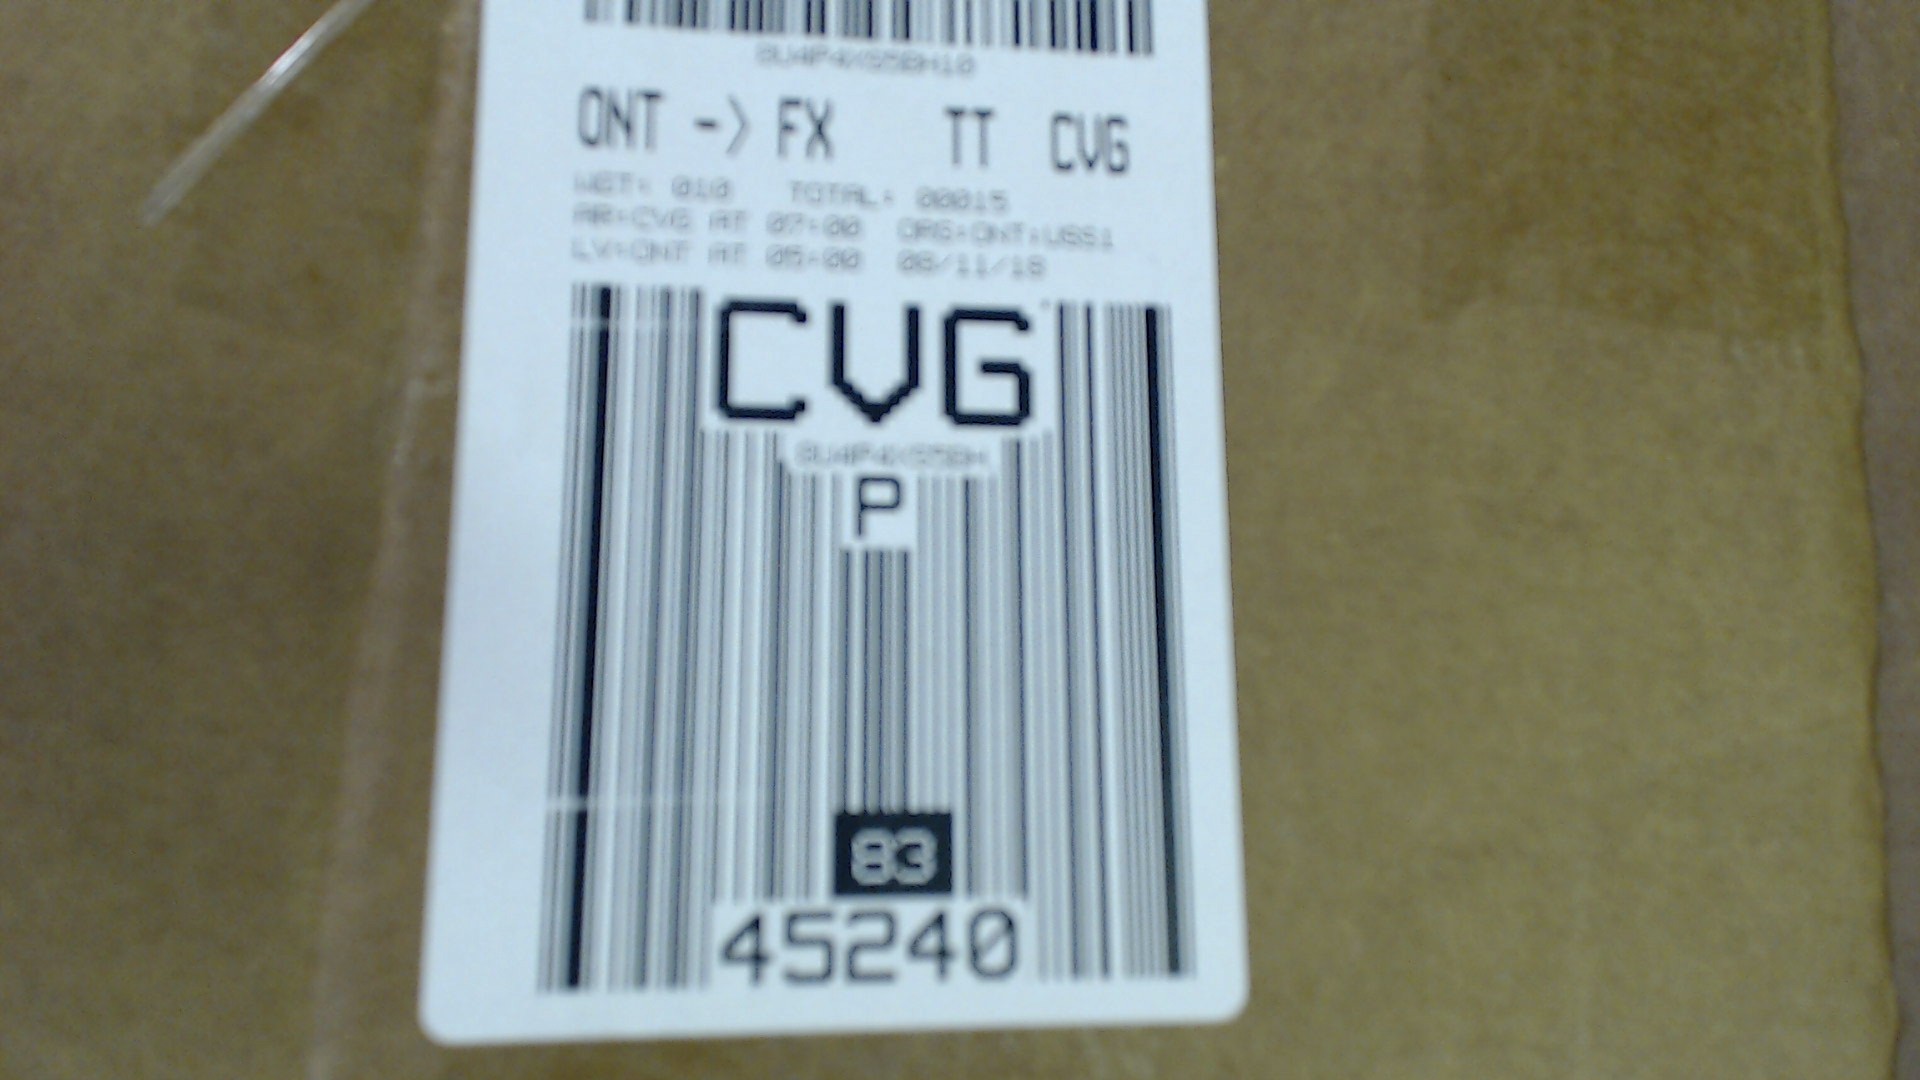 ONT -> FX TT CVG
WGT: 010 TOTAL: 00015
AR:CVG AT 07:00 ORG:ONT:USS1
LV:ONT AT 05:00 08/11/18
CVG
P
83
45240